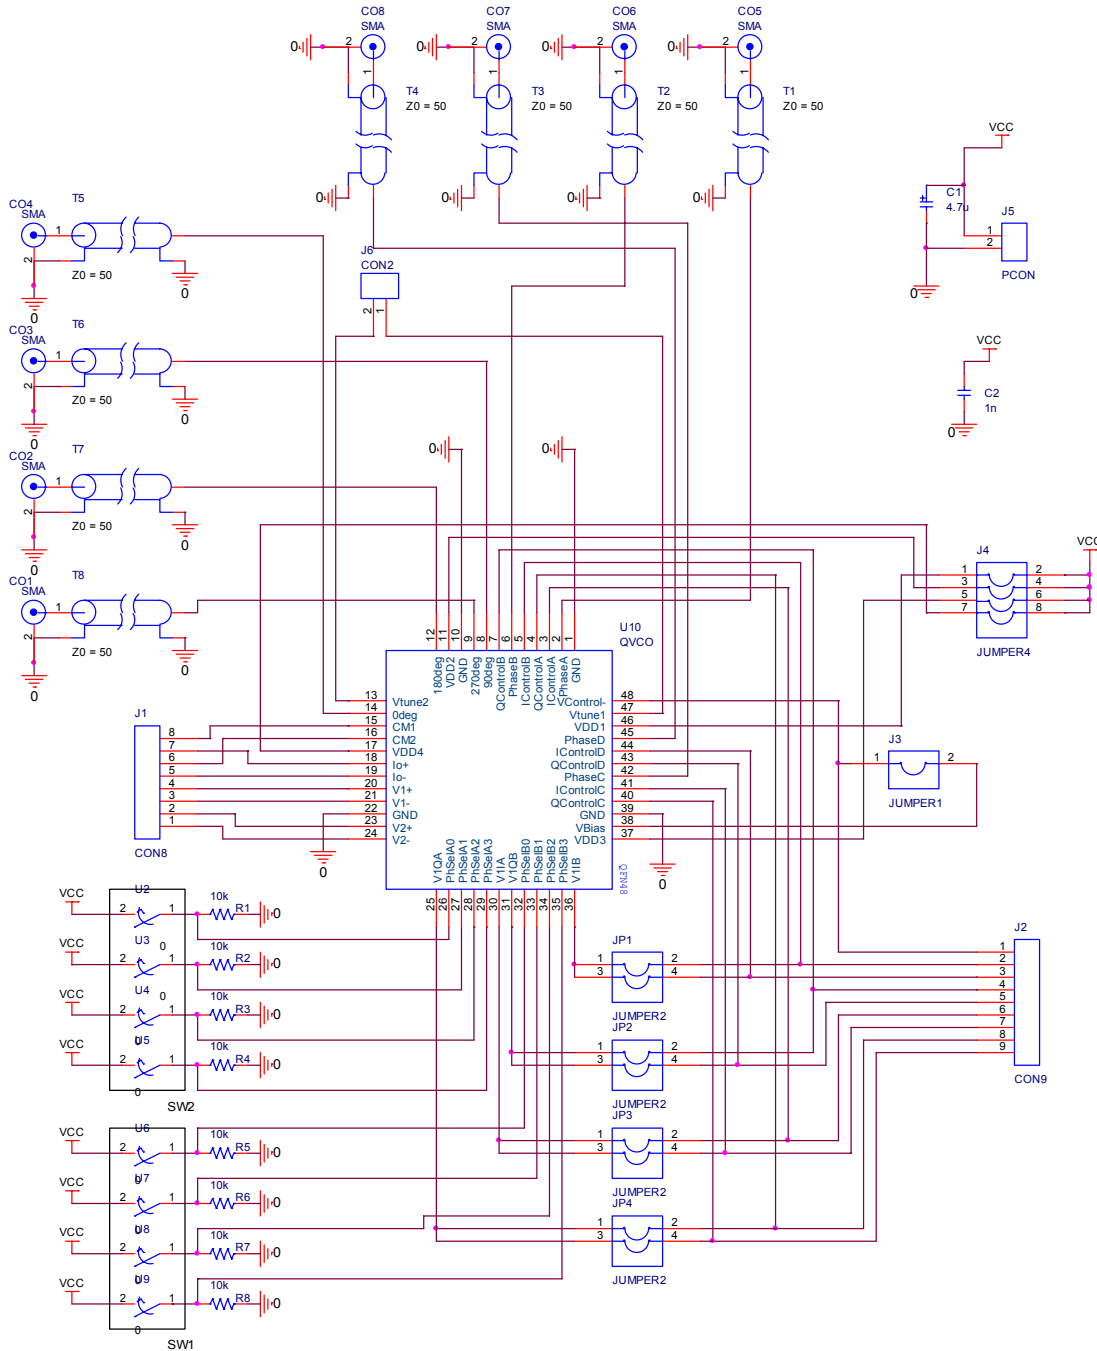 CO8 CO7 CO6 CO5
SMA SMA SMA SMA
0 2 0 2 0 2 0 2
1 1 1 1
T4 T3 T2 T1
Z0 = 50 Z0 = 50 Z0 = 50 Z0 = 50
0 0 0 0
VCC
C1
4.7u
J5
1
2
PCON
0
CO4
SMA
1
2
T5
Z0 = 50
0
0
J6
CON2
2
1
CO3
SMA
1
2
T6
Z0 = 50
0
0
VCC
C2
1n
0
CO2
SMA
1
2
T7
Z0 = 50
0
0
0 0
CO1
SMA
1
2
T8
Z0 = 50
0
0
VCC
J4
1 2
3 4
5 6
7 8
JUMPER4
U10
QVCO
12 11 10 9 8 7 6 5 4 3 2 1
180deg VDD2 GND 270deg 90deg QControlB PhaseB IControlB QControlA IControlA PhaseA GND
13 Vtune2 VControl- 48
14 0deg Vtune1 47
15 CM1 VDD1 46
16 CM2 PhaseD 45
17 VDD4 IControlD 44
18 Io+ QControlD 43
19 Io- PhaseC 42
20 V1+ IControlC 41
21 V1- QControlC 40
22 GND GND 39
23 V2+ VBias 38
24 V2- VDD3 37
V1QA PhSelA0 PhSelA1 PhSelA2 PhSelA3 V1IA V1QB PhSelB0 PhSelB1 PhSelB2 PhSelB3 V1IB
25 26 27 28 29 30 31 32 33 34 35 36
QFN48
0
0
J1
8
7
6
5
4
3
2
1
CON8
J3
1 2
JUMPER1
VCC 2 U2 1 10k R1 0
0
VCC 2 U3 1 10k R2 0
0
VCC 2 U4 1 10k R3 0
0
VCC 2 U5 1 10k R4 0
0
SW2
VCC 2 U6 1 10k R5 0
0
VCC 2 U7 1 10k R6 0
0
VCC 2 U8 1 10k R7 0
0
VCC 2 U9 1 10k R8 0
0
SW1
JP1
1 2
3 4
JUMPER2
JP2
1 2
3 4
JUMPER2
JP3
1 2
3 4
JUMPER2
JP4
1 2
3 4
JUMPER2
J2
1
2
3
4
5
6
7
8
9
CON9